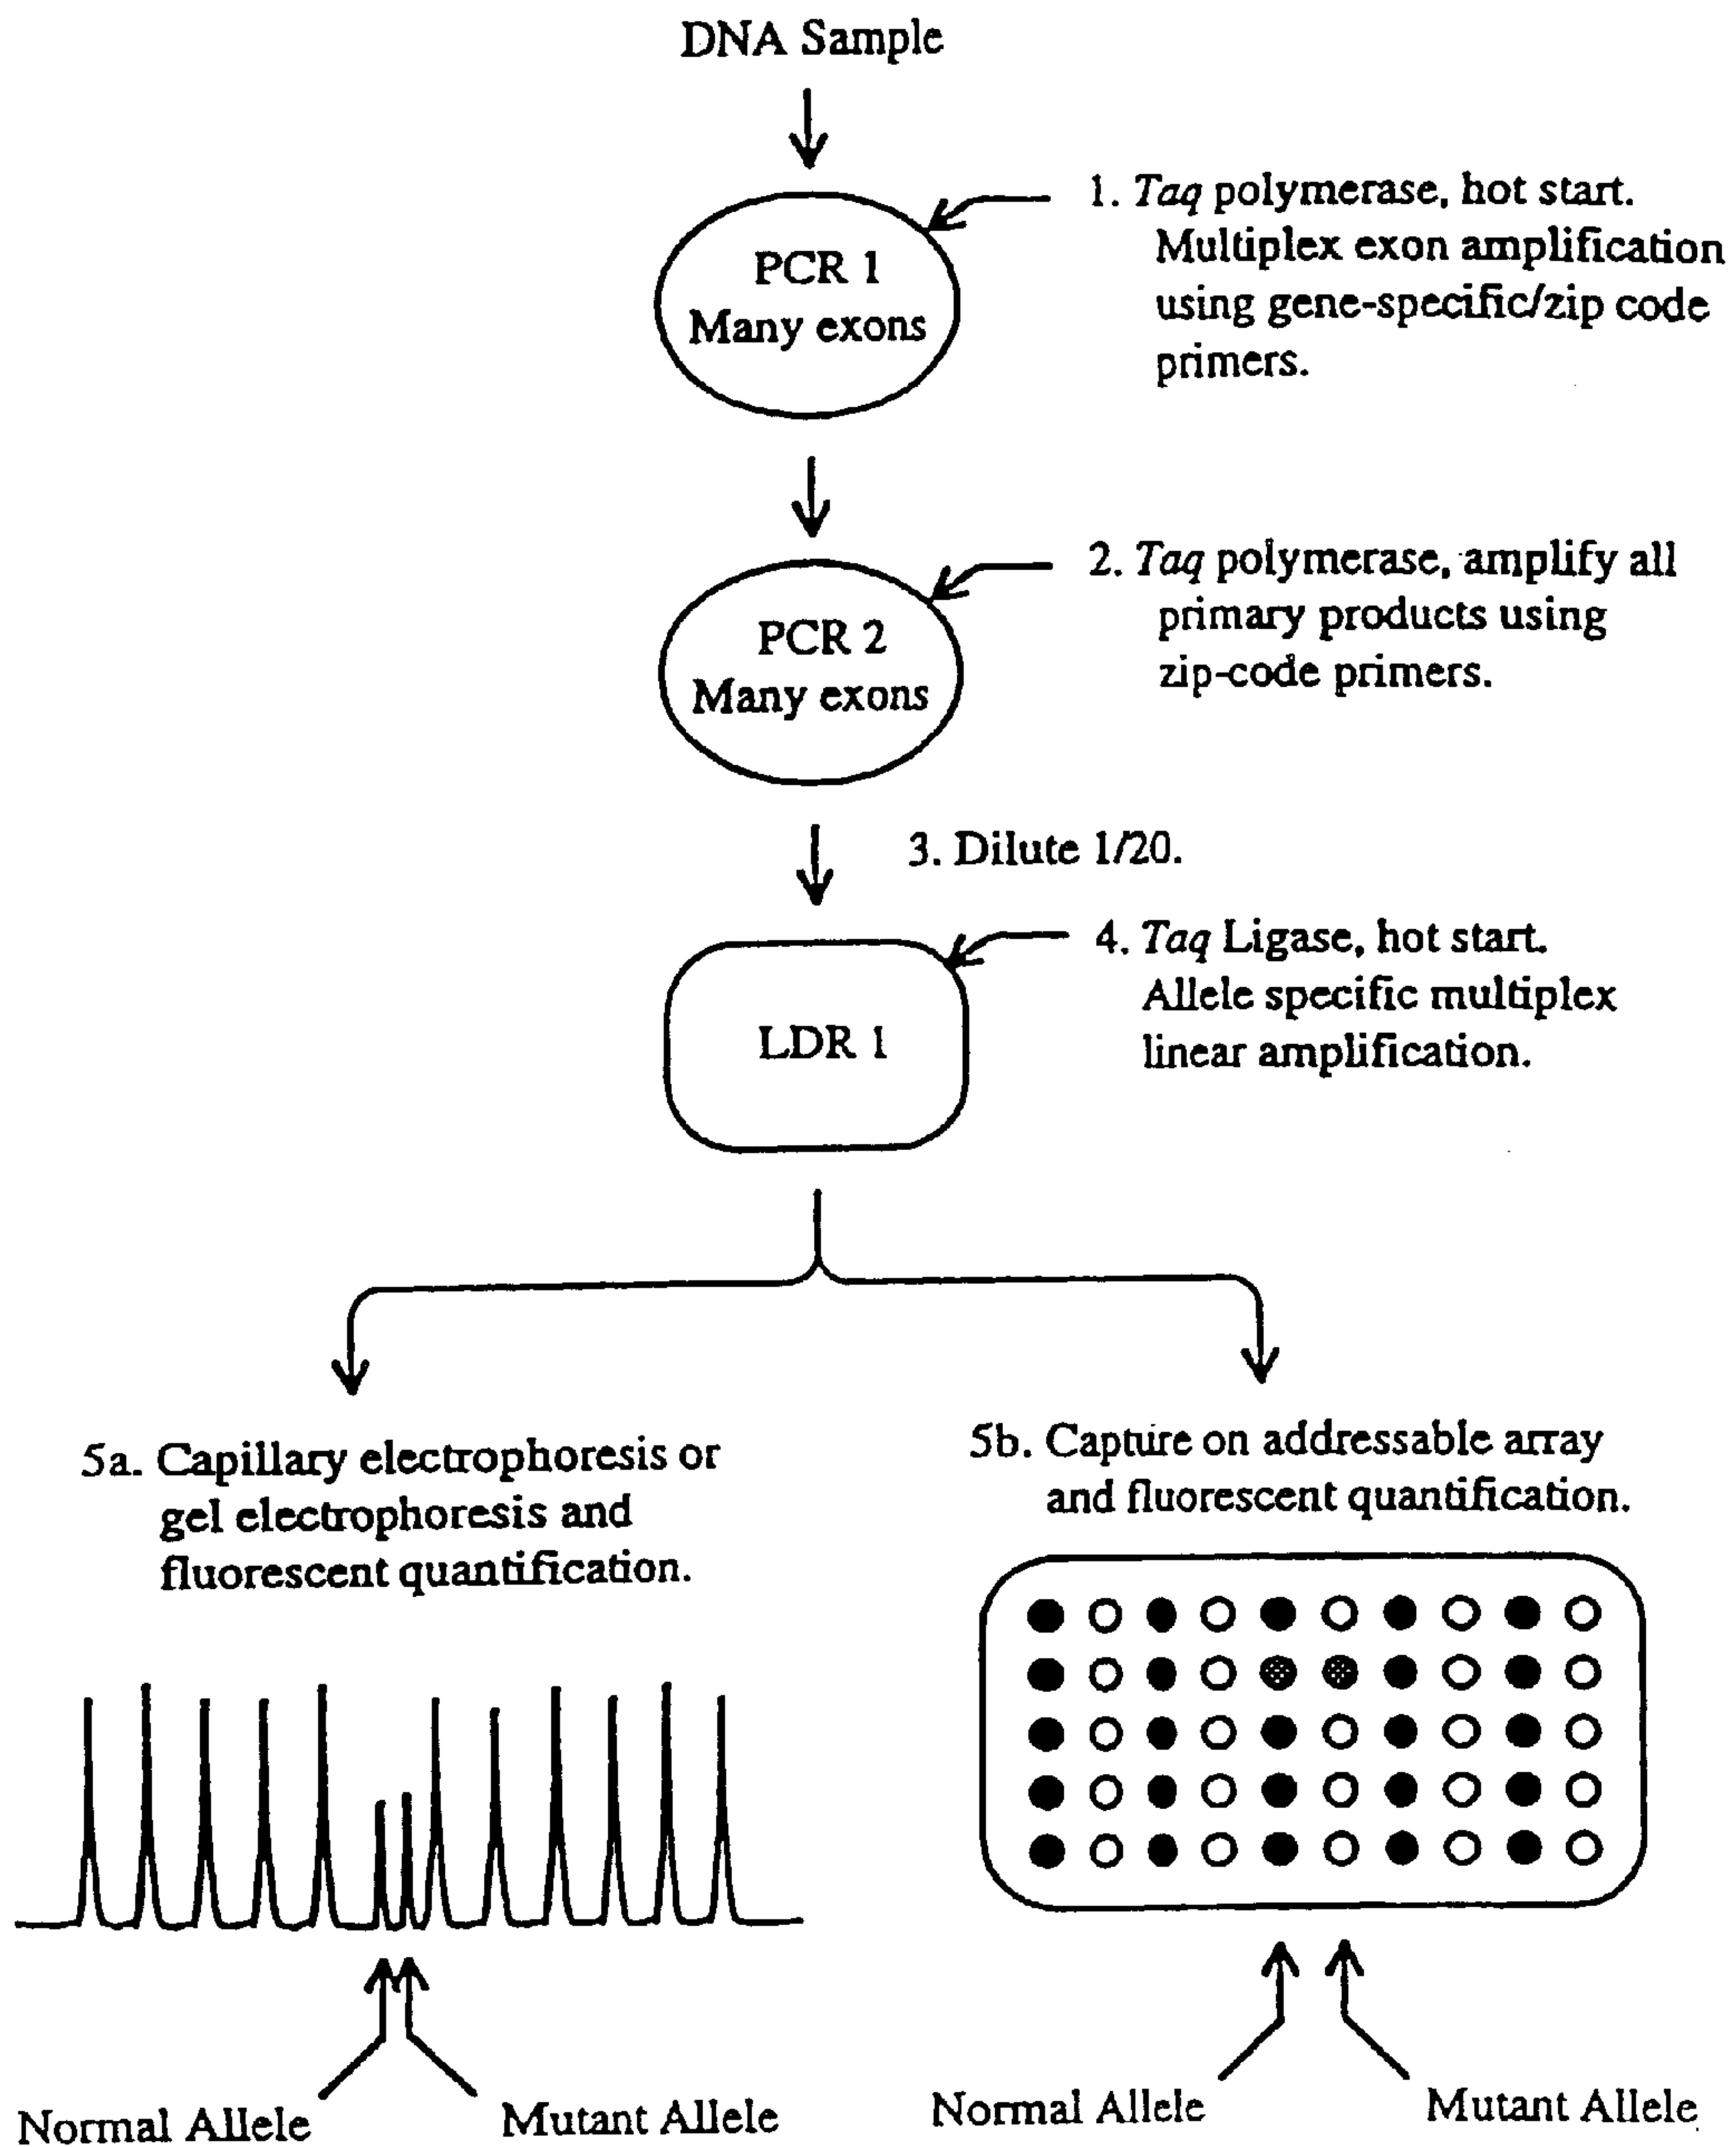 DNA Sample
1. Taq polymerase, hot start.
Multiplex exon amplification
using gene-specific/zip code
primers.
PCR 1
Many exons
2. Taq polymerase, amplify all
primary products using
zip-code primers.
PCR 2
Many exons
3. Dilute 1/20.
4. Taq Ligase, hot start.
Allele specific multiplex
linear amplification.
LDR 1
5a. Capillary electrophoresis or
gel electrophoresis and
fluorescent quantification.
5b. Capture on addressable array
and fluorescent quantification.
Normal Allele
Mutant Allele
Normal Allele
Mutant Allele